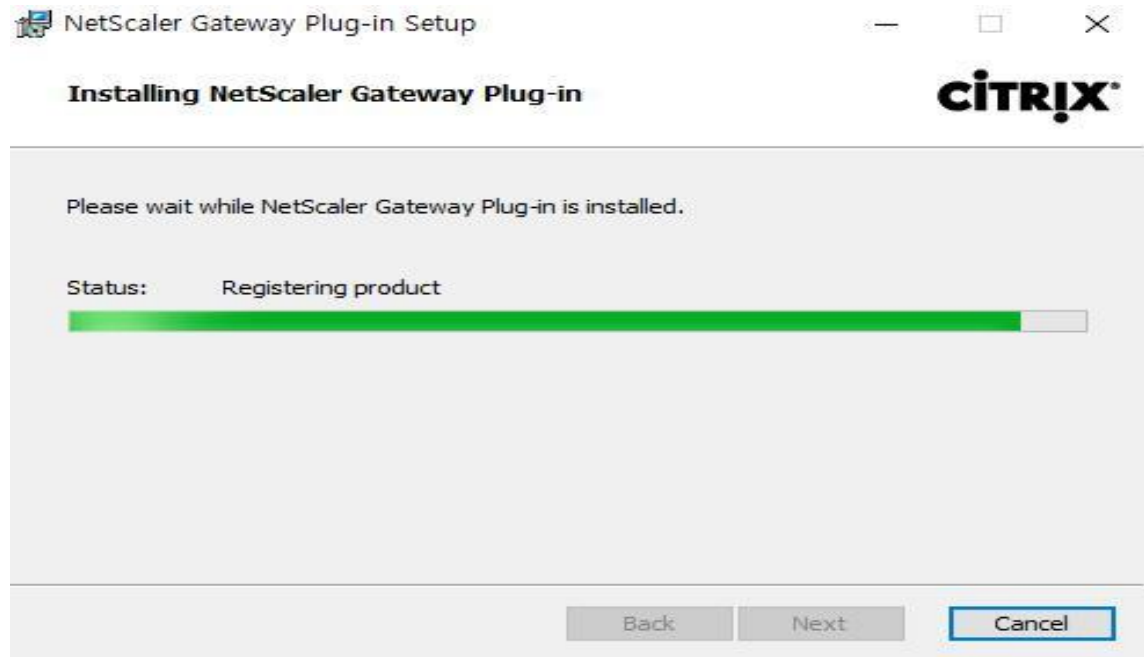 NetScaler Gateway Plug-in Setup
Installing NetScaler Gateway Plug-in
CITRIX
Please wait while NetScaler Gateway Plug-in is installed.
Status: Registering product
Back Next Cancel